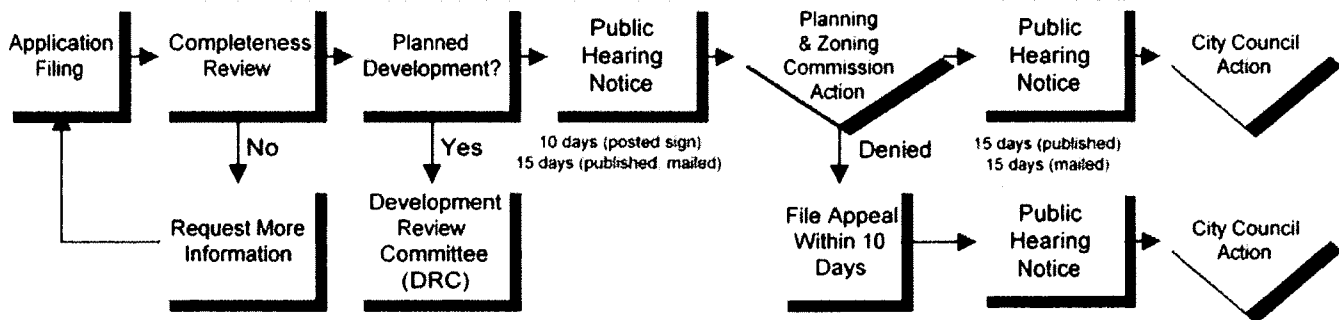 Application
Filing
Completeness
Review
Planned
Development?
Public
Hearing
Notice
Planning
& Zoning
Commission
Action
Public
Hearing
Notice
City Council
Action
No
Yes
10 days (posted sign)
15 days (published, mailed)
Denied
15 days (published)
15 days (mailed)
Request More
Information
Development
Review
Committee
(DRC)
File Appeal
Within 10
Days
Public
Hearing
Notice
City Council
Action